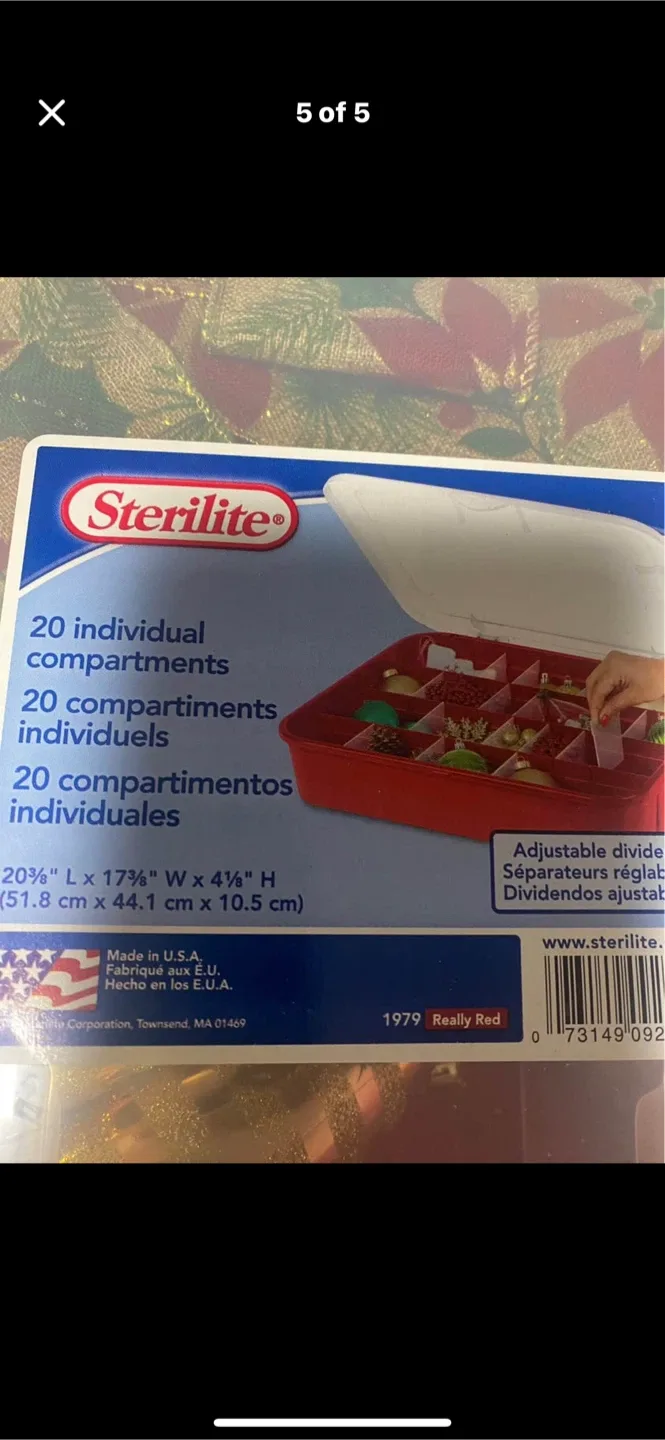 5 of 5
Sterilite®
20 individual
compartments
20 compartiments
individuels
20 compartimentos
individuales
20⅜" L x 17⅜" W x 4⅛" H
(51.8 cm x 44.1 cm x 10.5 cm)
Adjustable divide
Séparateurs réglab
Dividendos ajustab
Made in U.S.A.
Fabriqué aux É.U.
Hecho en los E.U.A.
Corporation, Townsend, MA 01469
1979 Really Red
www.sterilite.
0 73149 092